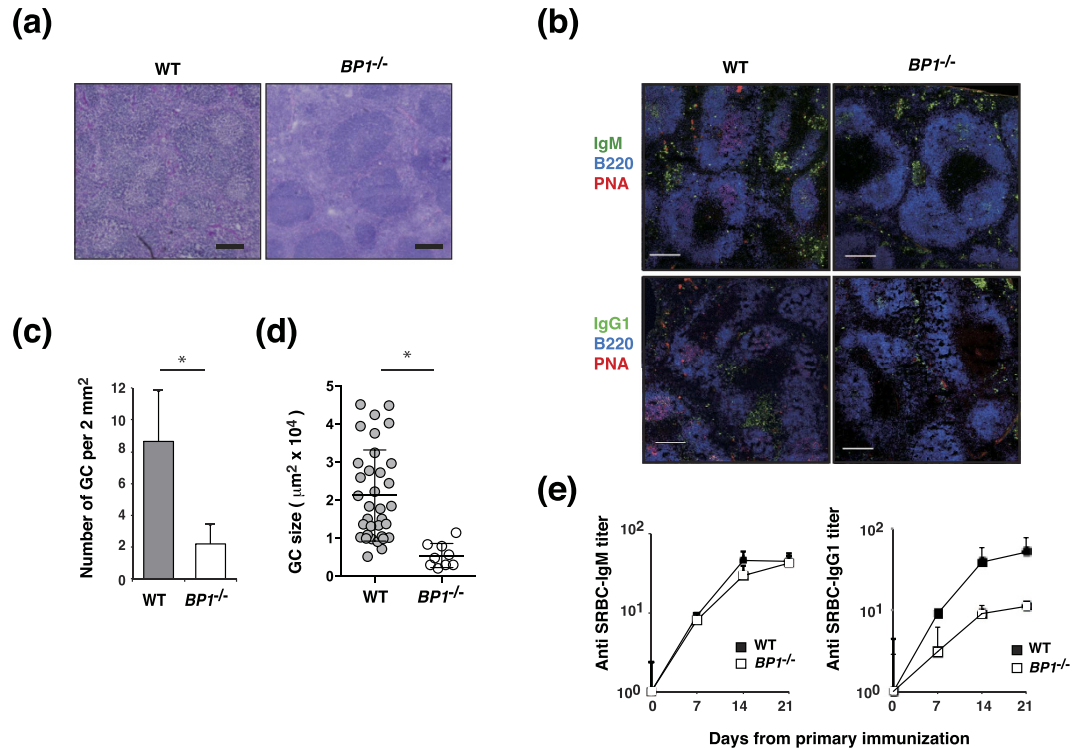 (a)
WT
BP1-/-
(b)
WT
BP1-/-
IgM
B220
PNA
IgG1
B220
PNA
(c)
Number of GC per 2 mm2
*
12
10
8
6
4
2
0
WT
BP1-/-
(d)
GC size ( μm2 x 104)
*
5
4
3
2
1
0
WT
BP1-/-
(e)
Anti SRBC-IgM titer
102
101
100
WT
BP1-/-
0
7
14
21
Anti SRBC-IgG1 titer
102
101
100
WT
BP1-/-
0
7
14
21
Days from primary immunization